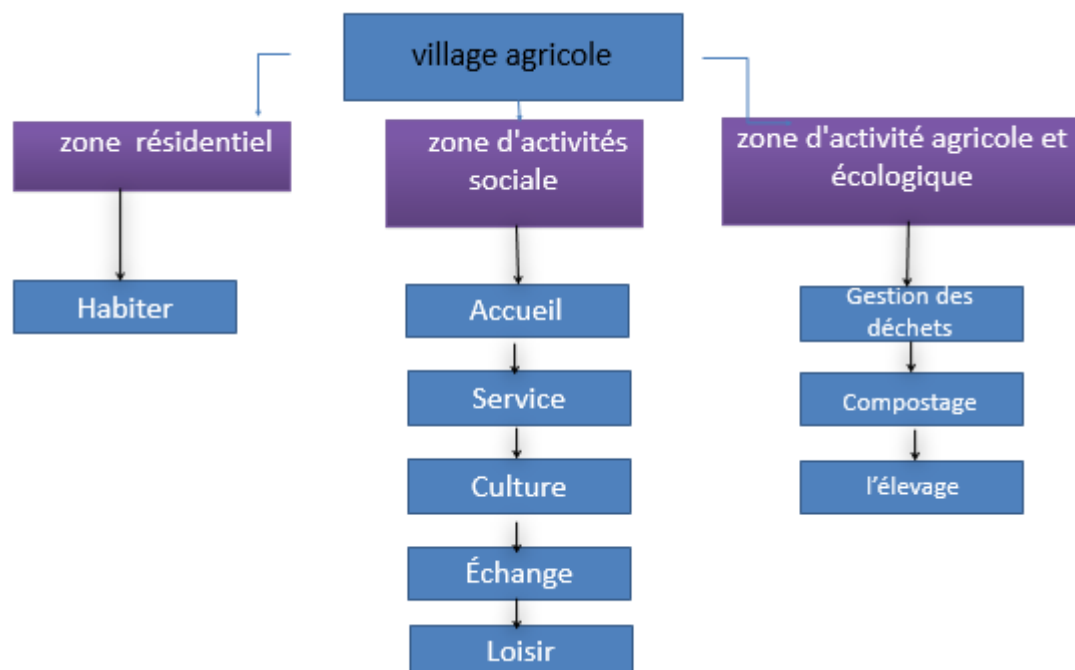 village agricole
zone résidentiel
Habiter
zone d'activités
sociale
Accueil
Service
Culture
Échange
Loisir
zone d'activité agricole et
écologique
Gestion des
déchets
Compostage
l'élevage